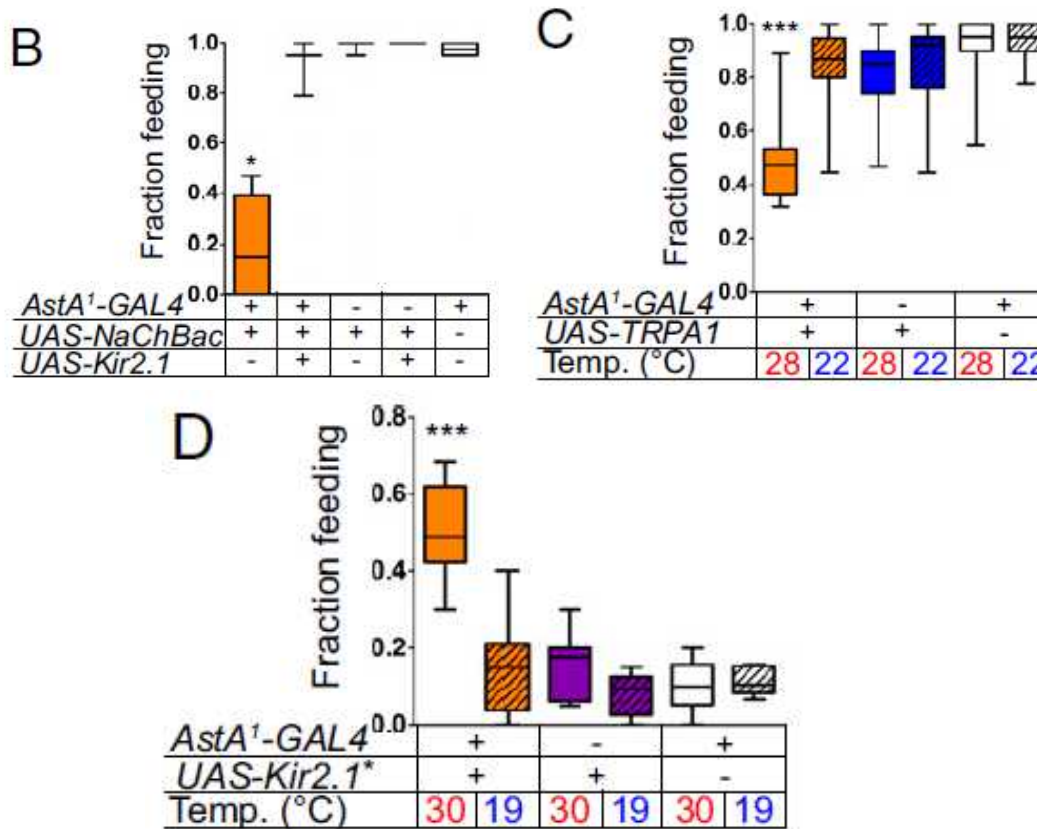 B
Fraction feeding
1.0
0.8
0.6
0.4
0.2
0.0
*
AstA¹-GAL4 + + - - +
UAS-NaChBac + + + + -
UAS-Kir2.1 - + - + -
C
Fraction feeding
1.0
0.8
0.6
0.4
0.2
0.0
***
AstA¹-GAL4 + - +
UAS-TRPA1 + + -
Temp. (°C) 28 22 28 22 28 22
D
Fraction feeding
0.8
0.6
0.4
0.2
0.0
***
AstA¹-GAL4 + - +
UAS-Kir2.1* + + -
Temp. (°C) 30 19 30 19 30 19